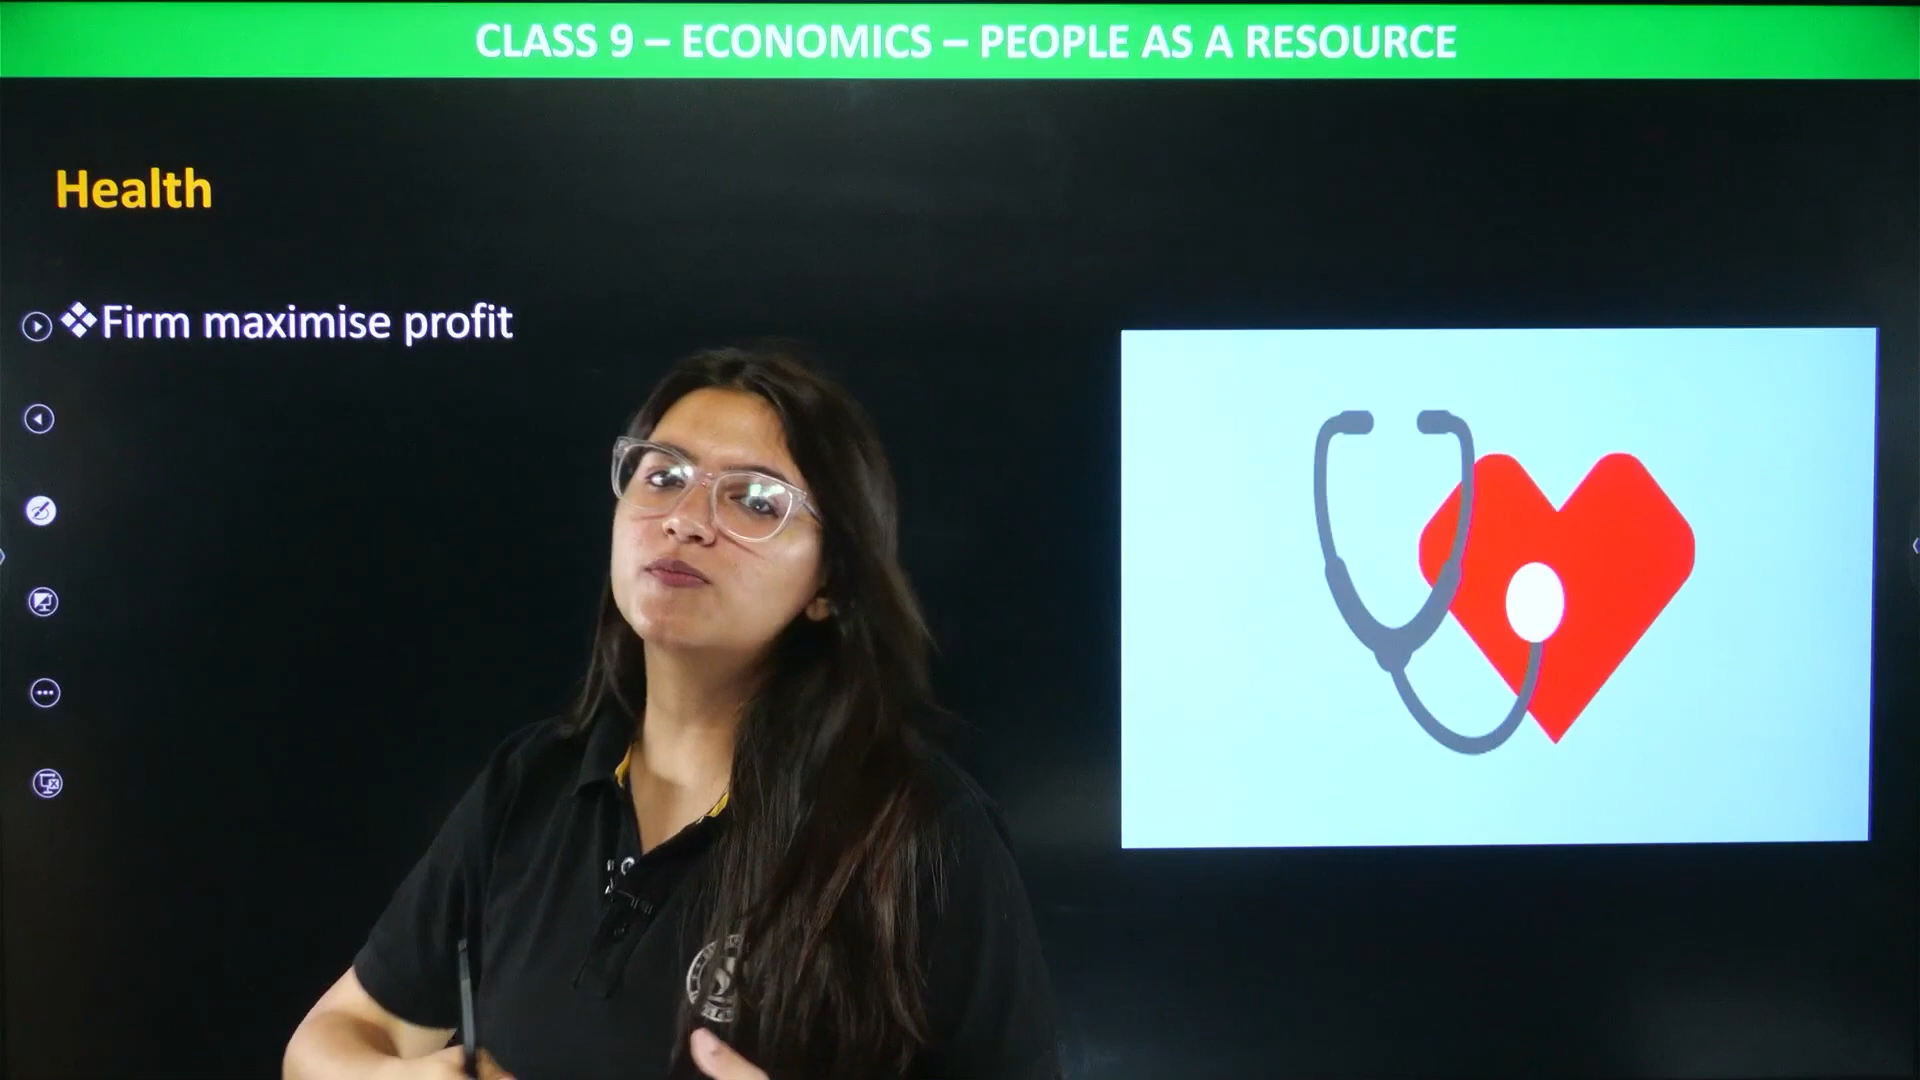 CLASS 9 – ECONOMICS – PEOPLE AS A RESOURCE
Health
❖Firm maximise profit